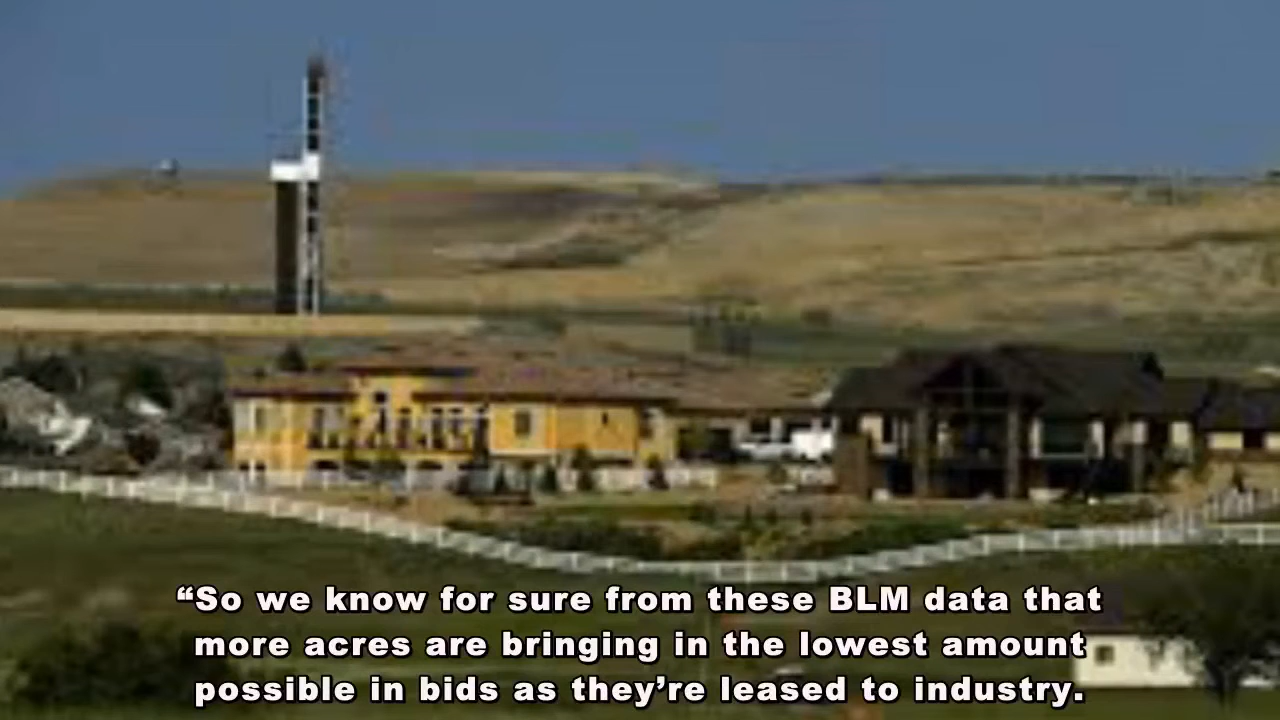 “So we know for sure from these BLM data that
more acres are bringing in the lowest amount
possible in bids as they’re leased to industry.